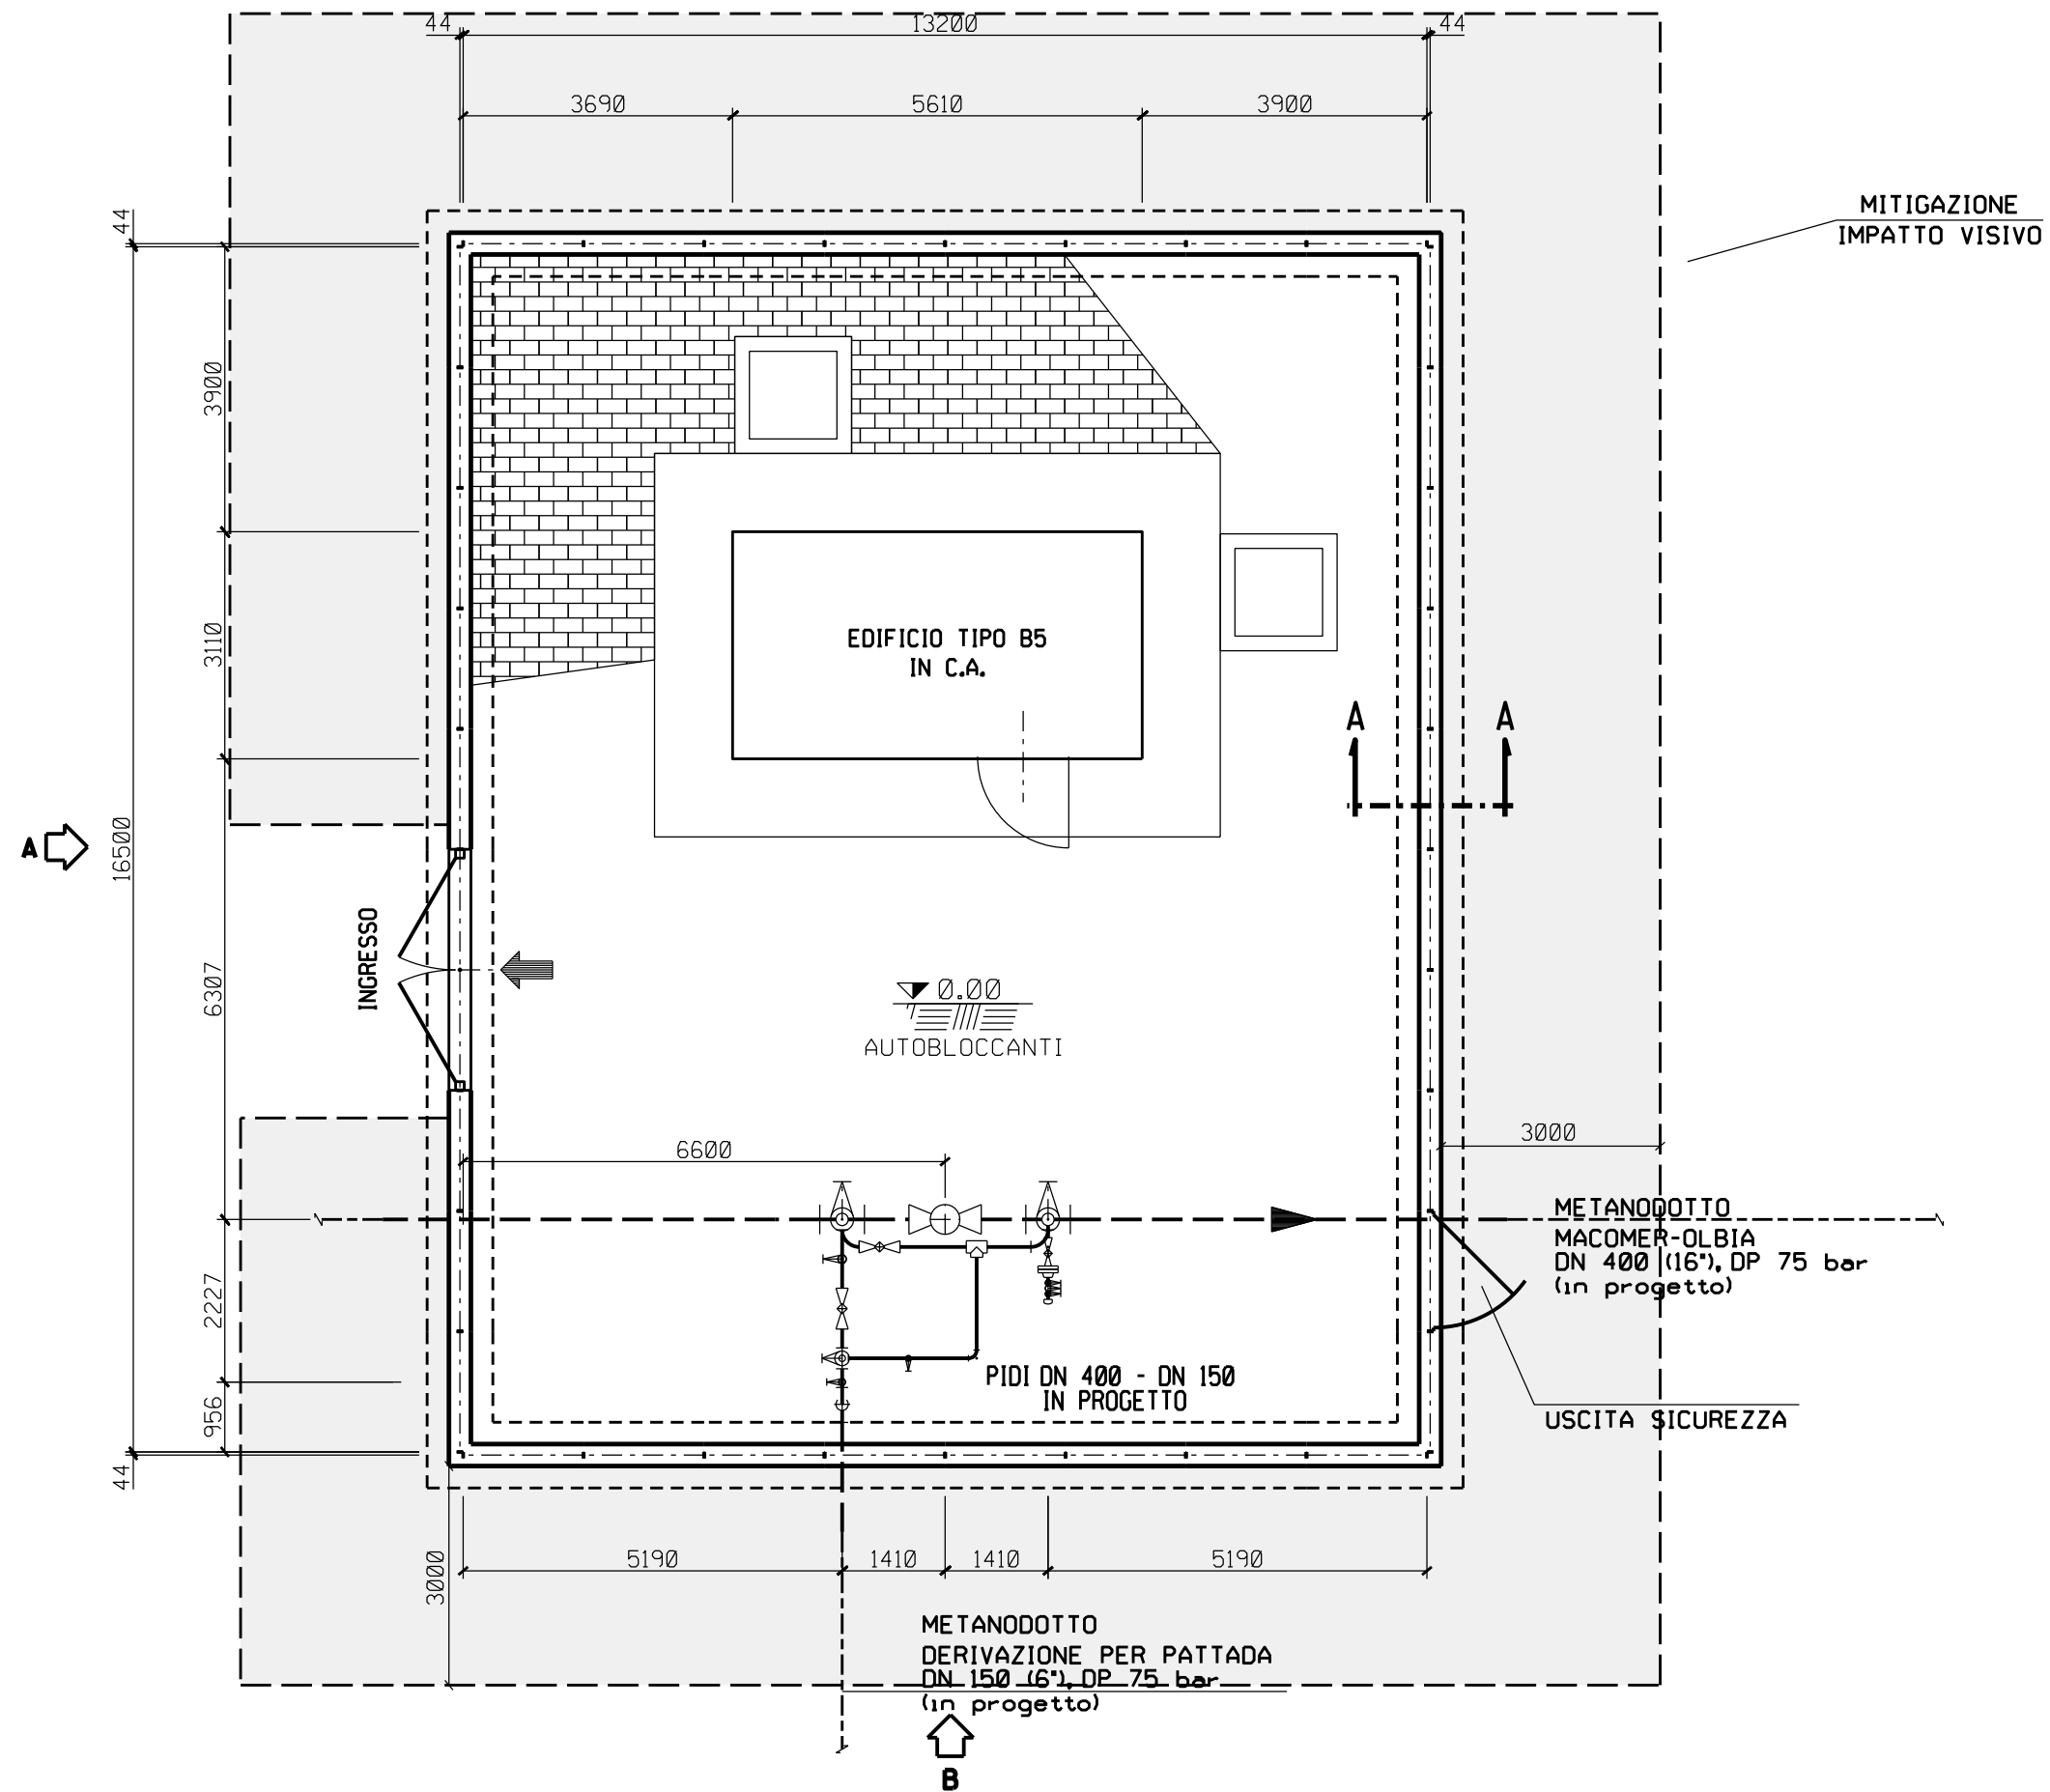 44
13200
44
3690
5610
3900
MITIGAZIONE
IMPATTO VISIVO
44
3900
3110
16500
6307
2227
956
44
EDIFICIO TIPO B5
IN C.A.
A
A
A
INGRESSO
0.00
AUTOBLOCCANTI
6600
3000
METANODOTTO
MACOMER-OLBIA
DN 400 (16"), DP 75 bar
(in progetto)
PIDI DN 400 - DN 150
IN PROGETTO
USCITA SICUREZZA
3000
5190
1410
1410
5190
METANODOTTO
DERIVAZIONE PER PATTADA
DN 150 (6"), DP 75 bar
(in progetto)
B